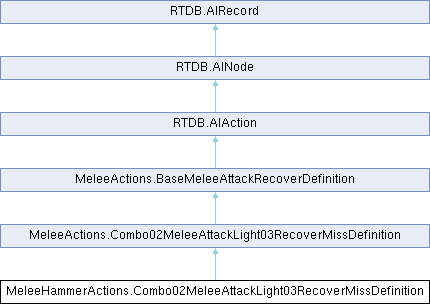 RTDB.AIRecord
RTDB.AINode
RTDB.AIAction
MeleeActions.BaseMeleeAttackRecoverDefinition
MeleeActions.Combo02MeleeAttackLight03RecoverMissDefinition
MeleeHammerActions.Combo02MeleeAttackLight03RecoverMissDefinition